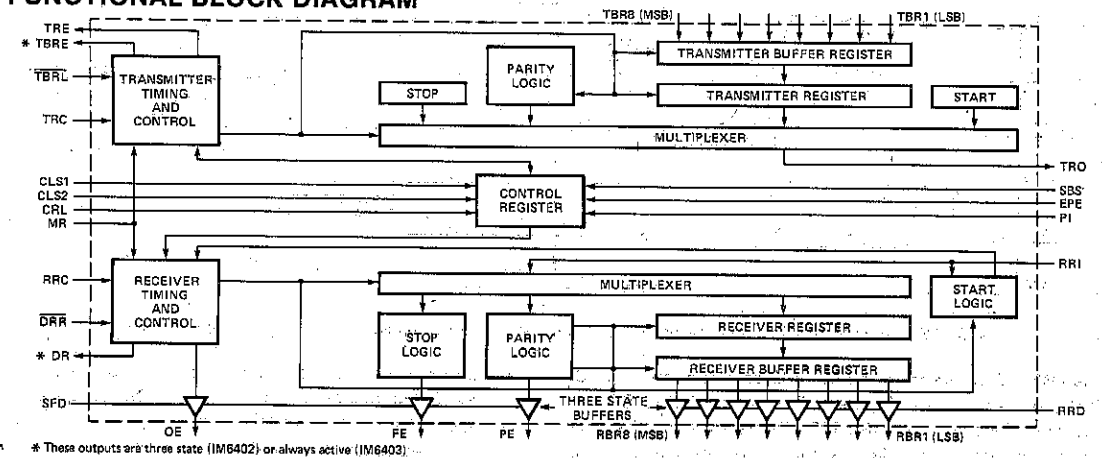 FUNCTIONAL BLOCK DIAGRAM
TBR8 (MSB)
TBR1 (LSB)
TRE
* TBRE
TBRL
TRC
TRANSMITTER
TIMING
AND
CONTROL
PARITY
LOGIC
STOP
TRANSMITTER BUFFER REGISTER
TRANSMITTER REGISTER
START
MULTIPLEXER
TRO
CLS1
CLS2
CRL
MR
CONTROL
REGISTER
SBS
EPE
PI
RRI
RRC
DRR
* DR
RECEIVER
TIMING
AND
CONTROL
MULTIPLEXER
START
LOGIC
STOP
LOGIC
PARITY
LOGIC
RECEIVER REGISTER
RECEIVER BUFFER REGISTER
SFD
THREE STATE
BUFFERS
RRD
OE
FE
PE
RBR8 (MSB)
RBR1 (LSB)
* These outputs are three state (IM6402) or always active (IM6403)